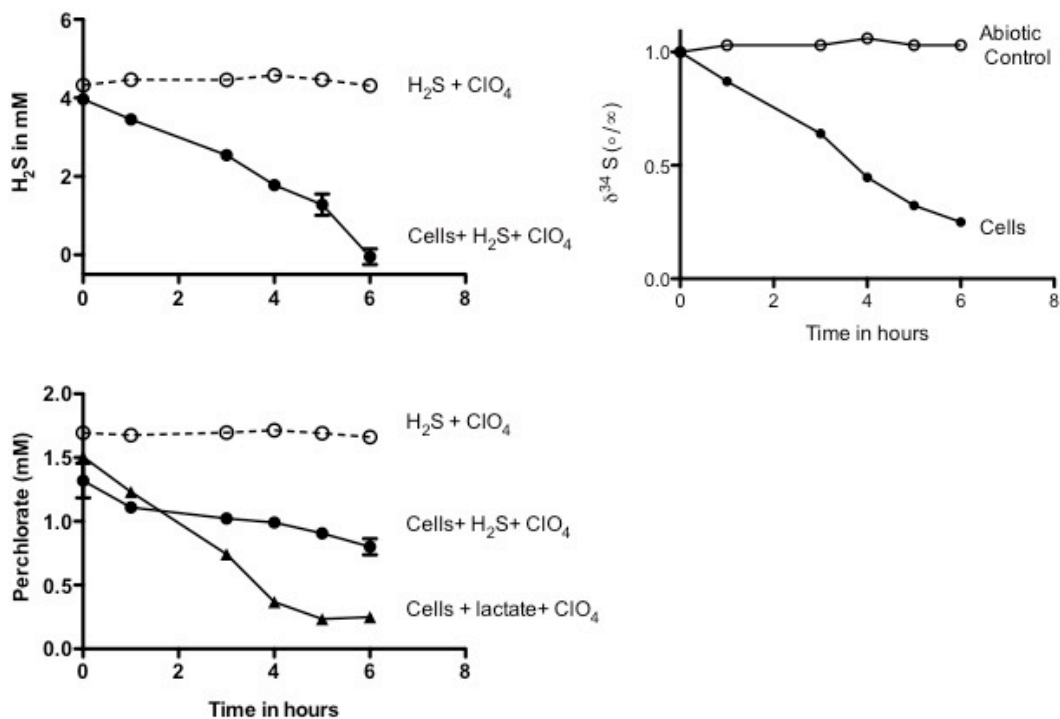 H₂S in mM
6
4
2
0
0 2 4 6 8
H₂S + ClO₄
Cells+ H₂S+ ClO₄
δ³⁴ S (∘/∞)
1.0
0.5
0.0
0 2 4 6 8
Time in hours
Abiotic
Control
Cells
Perchlorate (mM)
2.0
1.5
1.0
0.5
0.0
0 2 4 6 8
Time in hours
H₂S + ClO₄
Cells+ H₂S+ ClO₄
Cells + lactate+ ClO₄